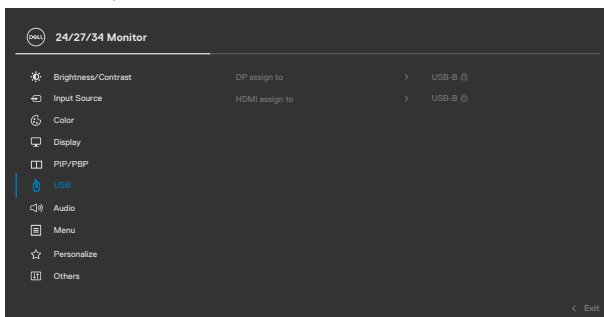 DELL 24/27/34 Monitor
Brightness/Contrast DP assign to > USB-B
Input Source HDMI assign to > USB-B
Color
Display
PIP/PBP
USB
Audio
Menu
Personalize
Others
< Exit